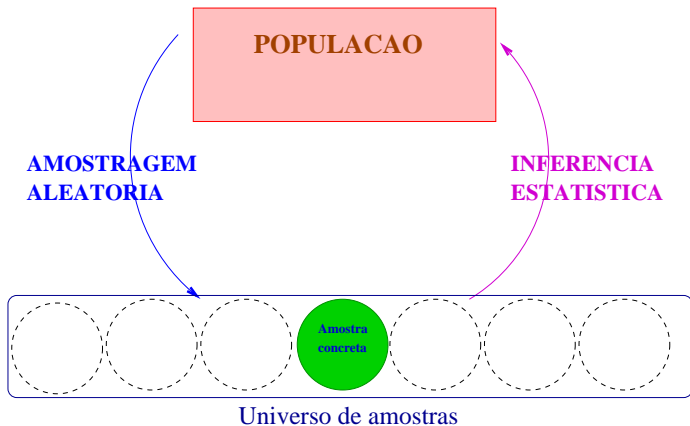 POPULACAO
AMOSTRAGEM
ALEATORIA
INFERENCIA
ESTATISTICA
Amostra
concreta
Universo de amostras